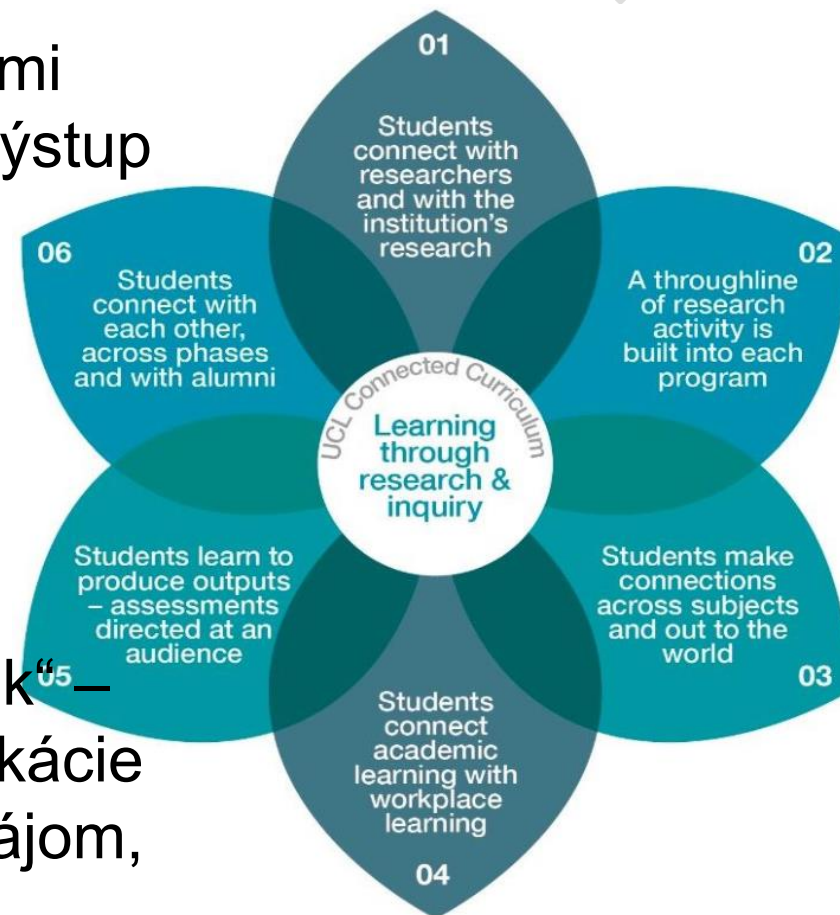 mi
ýstup
k“ –
kácie
ájom,
01
Students
connect with
researchers
and with the
institution’s
research
02
A throughline
of research
activity is
built into each
program
Students make
connections
across subjects
and out to the
world
03
Students
connect
academic
learning with
workplace
learning
04
Students learn to
produce outputs
– assessments
directed at an
audience
05
06
Students
connect with
each other,
across phases
and with alumni
UCL Connected Curriculum
Learning
through
research &
inquiry